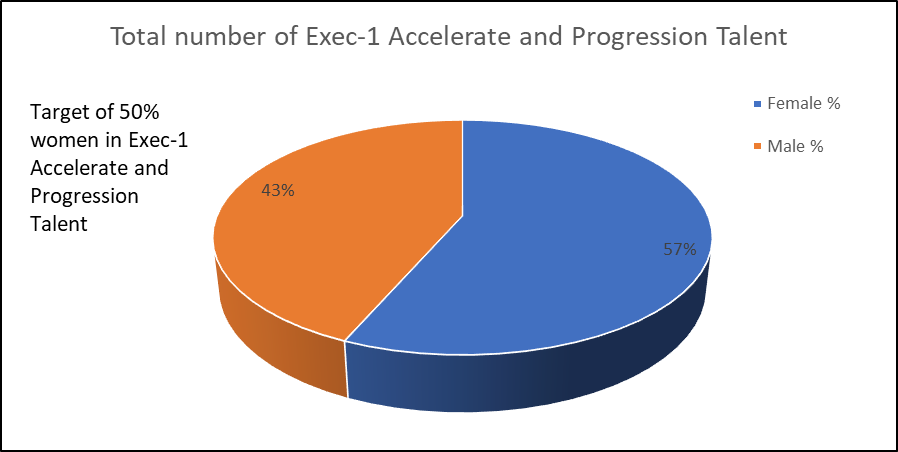 Total number of Exec-1 Accelerate and Progression Talent
Target of 50%
women in Exec-1
Accelerate and
Progression
Talent
Female %
Male %
43%
57%